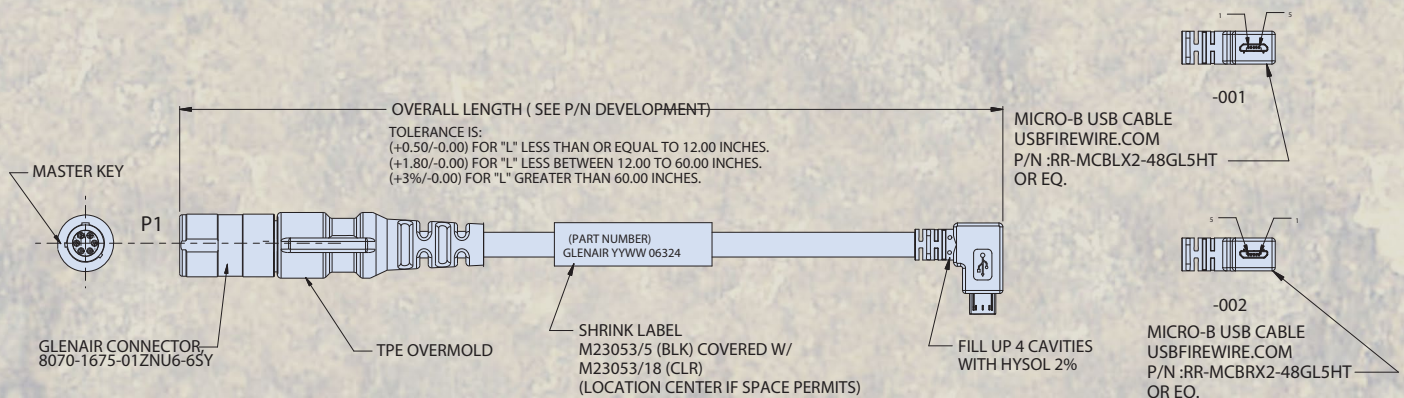 OVERALL LENGTH ( SEE P/N DEVELOPMENT)
TOLERANCE IS:
(+0.50/-0.00) FOR "L" LESS THAN OR EQUAL TO 12.00 INCHES.
(+1.80/-0.00) FOR "L" LESS BETWEEN 12.00 TO 60.00 INCHES.
(+3%/-0.00) FOR "L" GREATER THAN 60.00 INCHES.
MASTER KEY
P1
(PART NUMBER)
GLENAIR YYWW 06324
GLENAIR CONNECTOR,
8070-1675-01ZNU6-6SY
TPE OVERMOLD
SHRINK LABEL
M23053/5 (BLK) COVERED W/
M23053/18 (CLR)
(LOCATION CENTER IF SPACE PERMITS)
FILL UP 4 CAVITIES
WITH HYSOL 2%
1 5
-001
MICRO-B USB CABLE
USBFIREWIRE.COM
P/N :RR-MCBLX2-48GL5HT
OR EQ.
5 1
-002
MICRO-B USB CABLE
USBFIREWIRE.COM
P/N :RR-MCBRX2-48GL5HT
OR EQ.